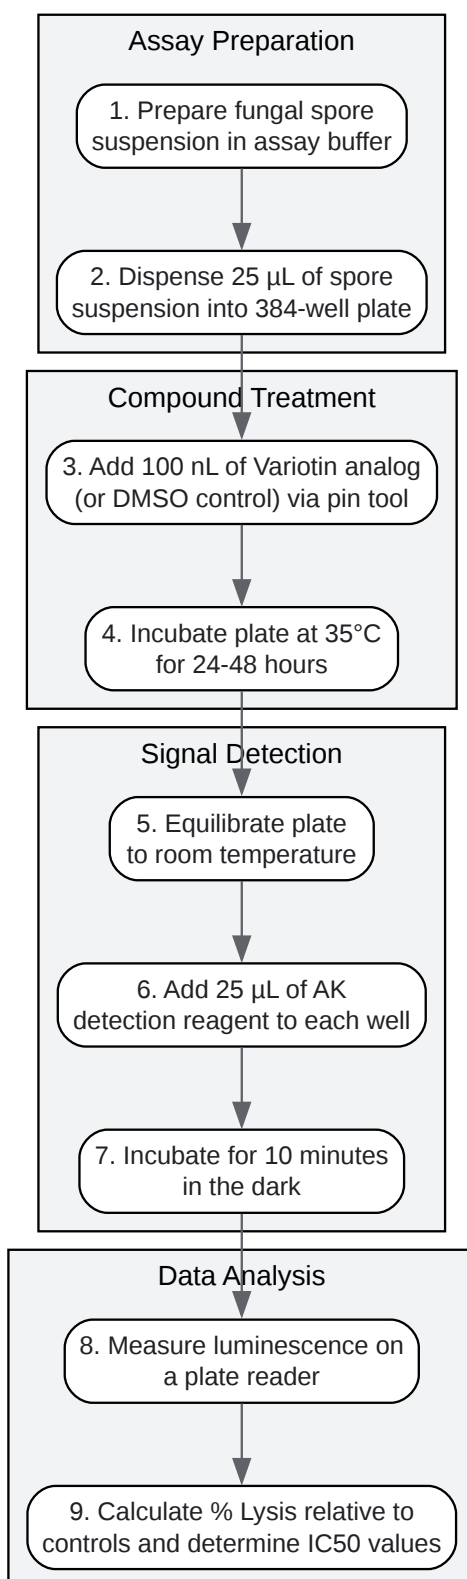 Assay Preparation
1. Prepare fungal spore
suspension in assay buffer
2. Dispense 25 µL of spore
suspension into 384-well plate
Compound Treatment
3. Add 100 nL of Variotin analog
(or DMSO control) via pin tool
4. Incubate plate at 35°C
for 24-48 hours
Signal Detection
5. Equilibrate plate
to room temperature
6. Add 25 µL of AK
detection reagent to each well
7. Incubate for 10 minutes
in the dark
Data Analysis
8. Measure luminescence on
a plate reader
9. Calculate % Lysis relative to
controls and determine IC50 values